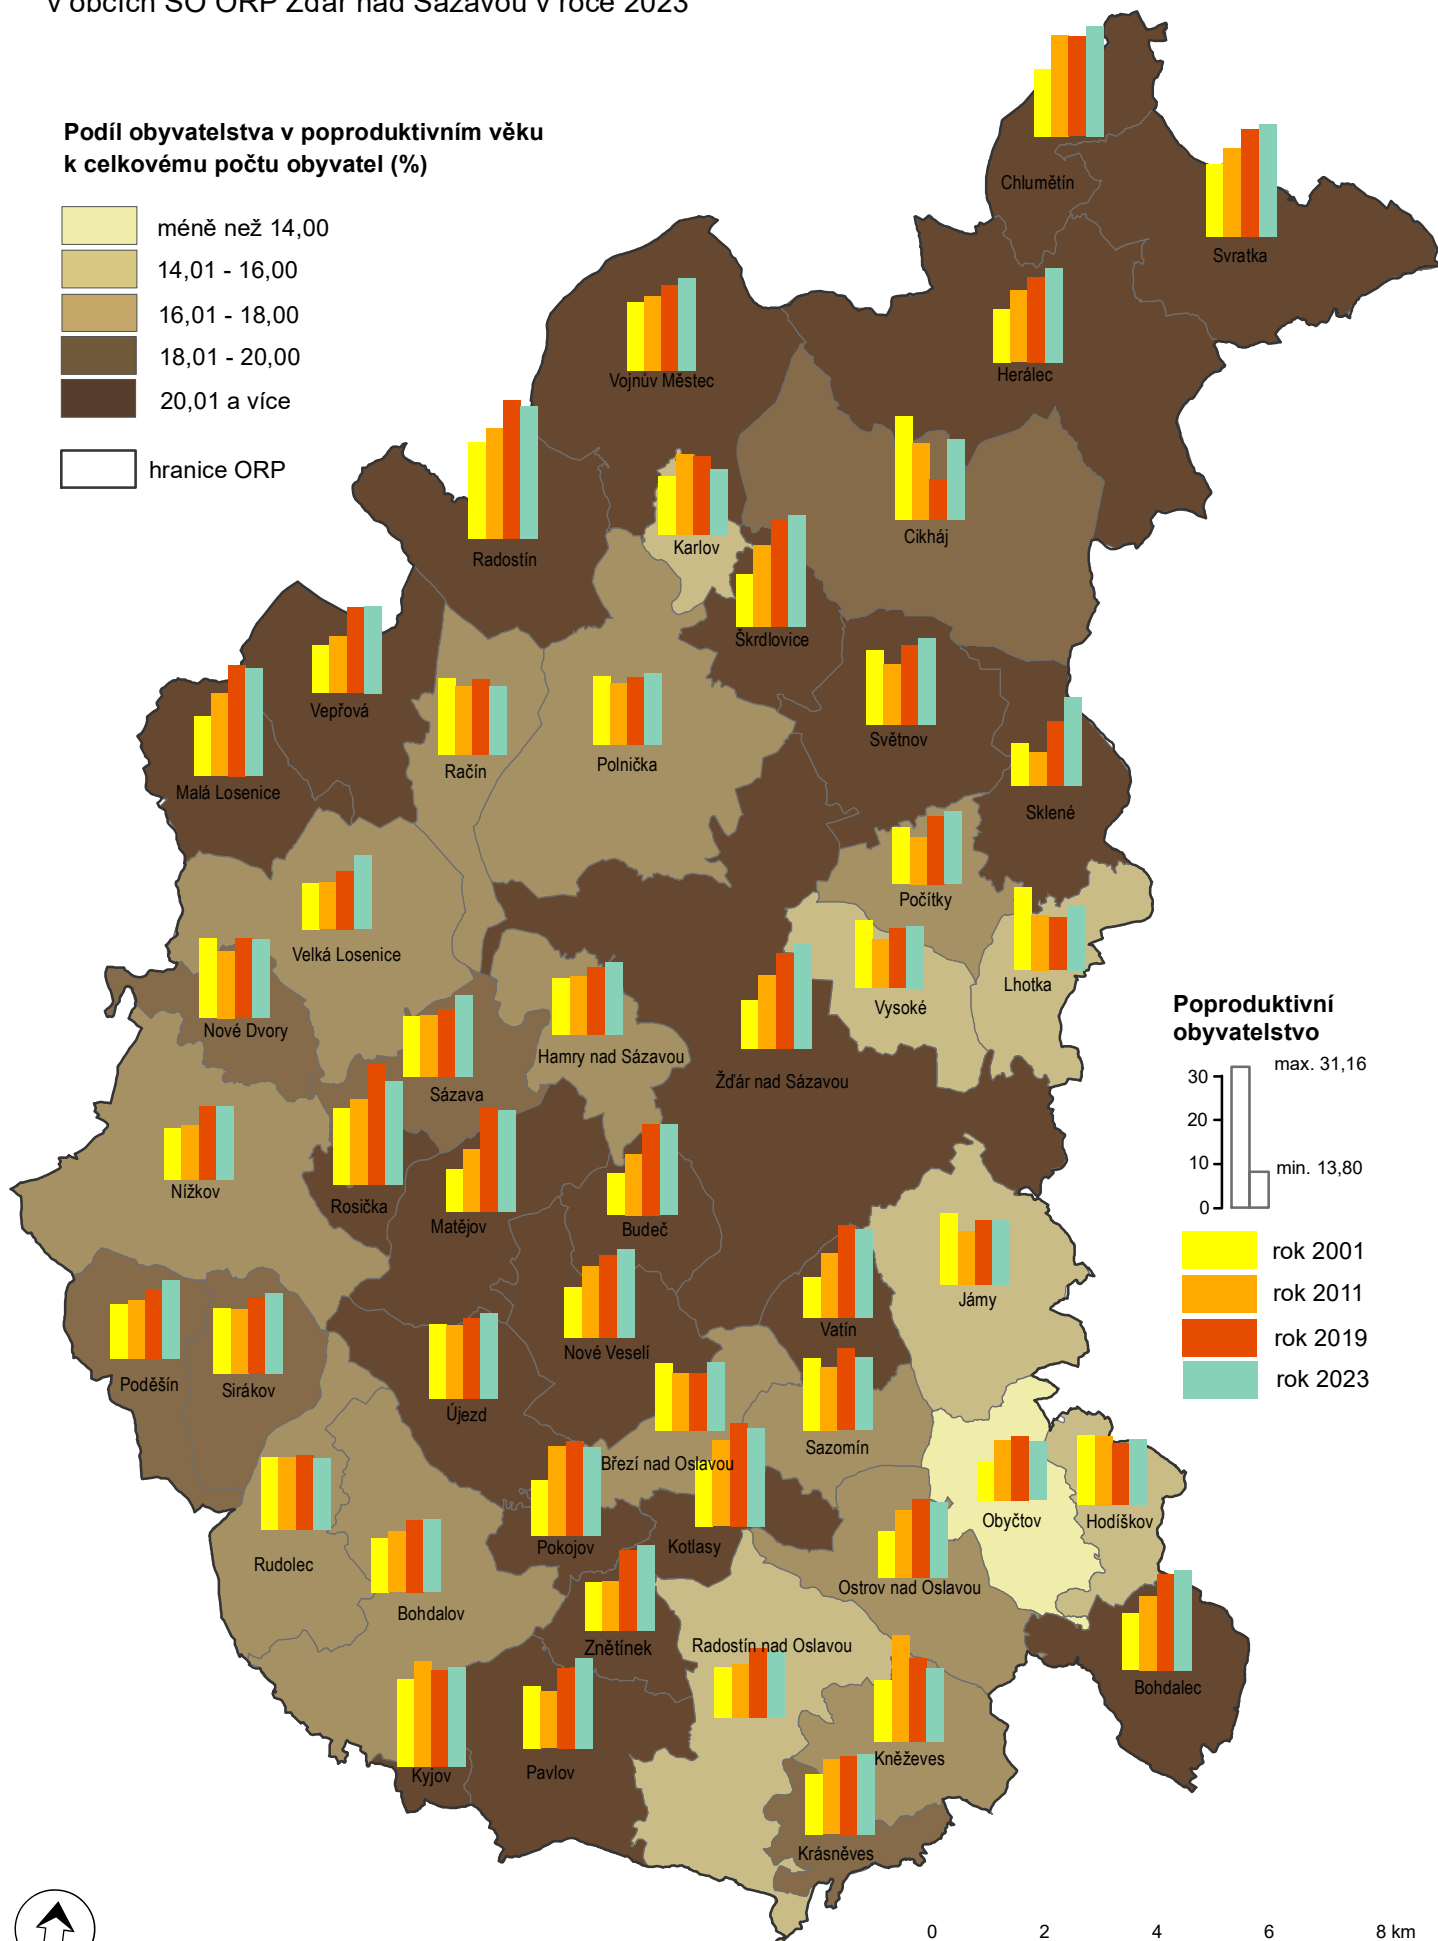 v obcích SO ORP Žďár nad Sázavou v roce 2023
Podíl obyvatelstva v poproduktivním věku
k celkovému počtu obyvatel (%)
méně než 14,00
14,01 - 16,00
16,01 - 18,00
18,01 - 20,00
20,01 a více
hranice ORP
Chlumětín
Svratka
Herálec
Vojnův Městec
Cikháj
Karlov
Radostín
Škrdlovice
Vepřová
Světnov
Polnička
Račín
Malá Losenice
Sklené
Počítky
Velká Losenice
Lhotka
Vysoké
Nové Dvory
Hamry nad Sázavou
Žďár nad Sázavou
Sázava
Nížkov
Rosička
Matějov
Budeč
Jámy
Vatín
Nové Veselí
Poděšín
Sirákov
Újezd
Sazomín
Březí nad Oslavou
Obyčtov
Hodíškov
Pokojov
Kotlasy
Rudolec
Ostrov nad Oslavou
Bohdalov
Znětínek
Radostín nad Oslavou
Bohdalec
Kněževes
Pavlov
Kyjov
Krásněves
Poproduktivní
obyvatelstvo
max. 31,16
30
20
10
0
min. 13,80
rok 2001
rok 2011
rok 2019
rok 2023
0 2 4 6 8 km